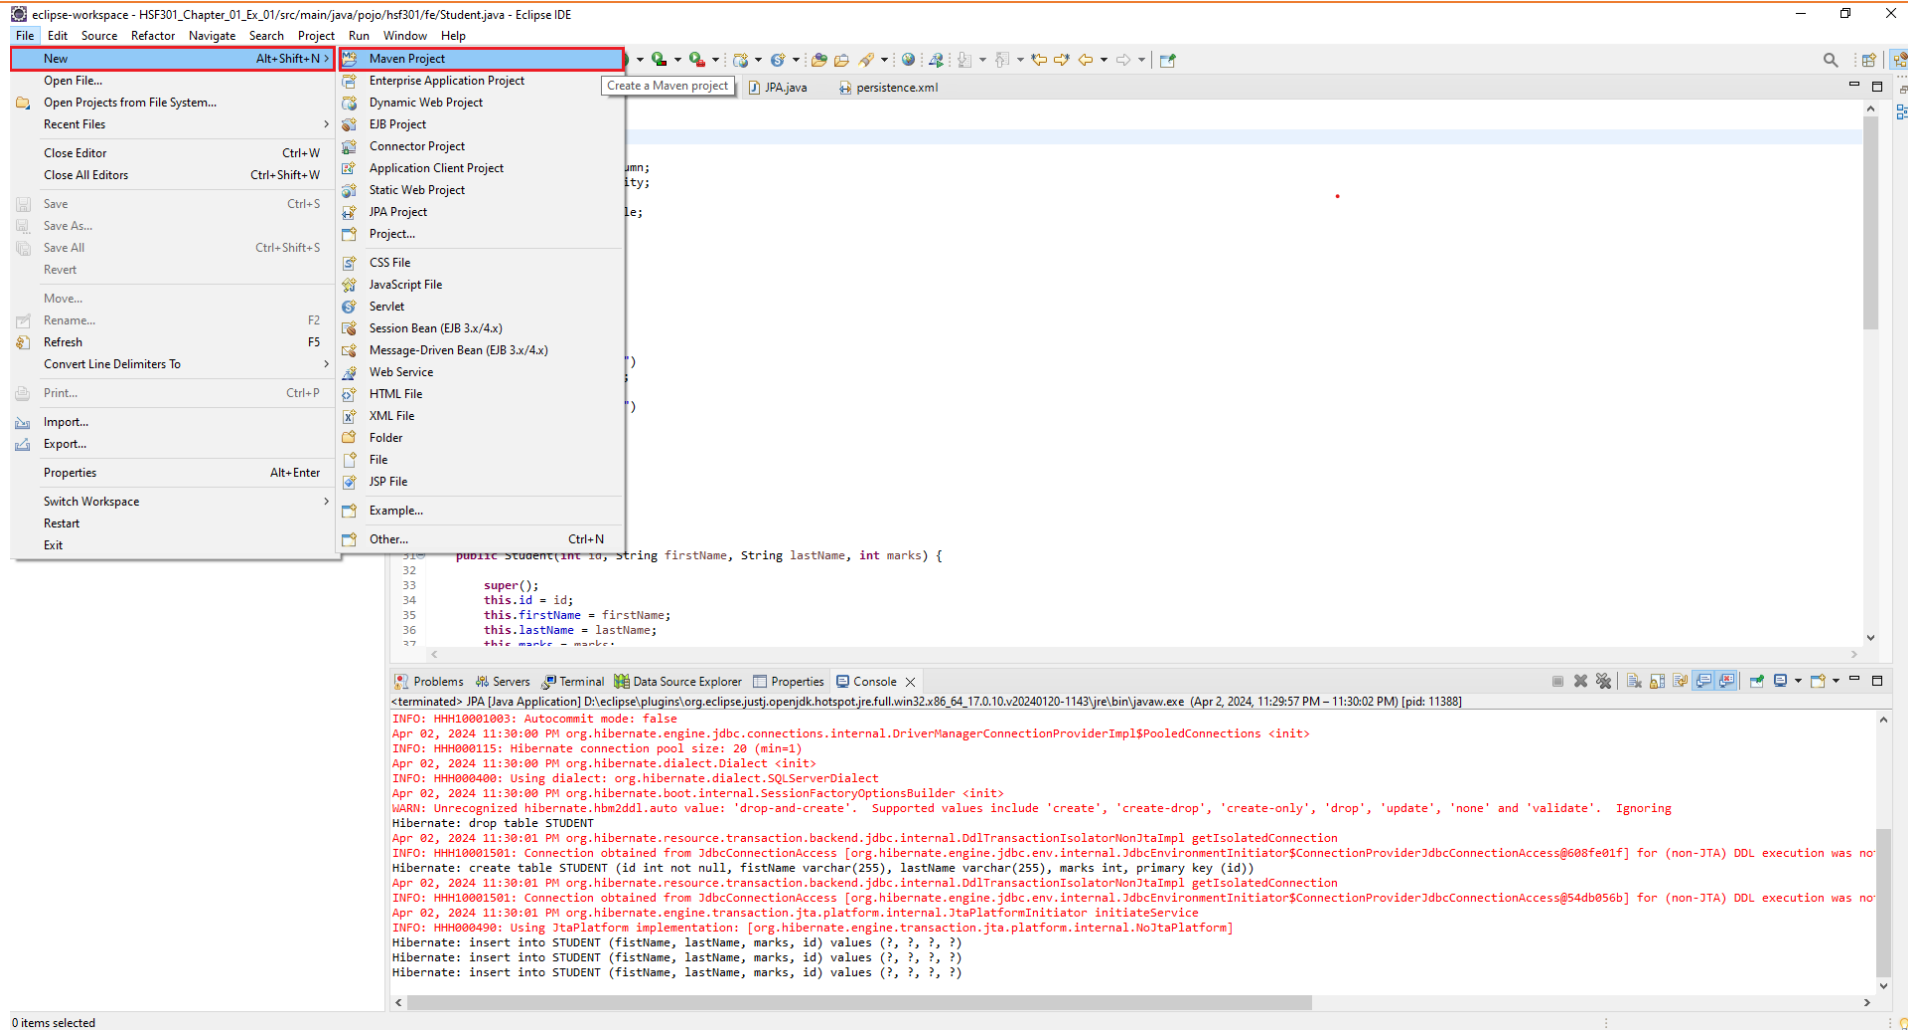 eclipse-workspace - HSF301_Chapter_01_Ex_01/src/main/java/pojo/hsf301/fe/Student.java - Eclipse IDE
File Edit Source Refactor Navigate Search Project Run Window Help
New Alt+Shift+N >
Open File...
Open Projects from File System...
Recent Files >
Close Editor Ctrl+W
Close All Editors Ctrl+Shift+W
Save Ctrl+S
Save As...
Save All Ctrl+Shift+S
Revert
Move...
Rename... F2
Refresh F5
Convert Line Delimiters To >
Print... Ctrl+P
Import...
Export...
Properties Alt+Enter
Switch Workspace >
Restart
Exit
Maven Project
Enterprise Application Project
Dynamic Web Project
EJB Project
Connector Project
Application Client Project
Static Web Project
JPA Project
Project...
CSS File
JavaScript File
Servlet
Session Bean (EJB 3.x/4.x)
Message-Driven Bean (EJB 3.x/4.x)
Web Service
HTML File
XML File
Folder
File
JSP File
Example...
Other... Ctrl+N
Create a Maven project
JPA.java persistence.xml
umn;
ity;
le;
")
;
")
31 public Student(int id, String firstName, String lastName, int marks) {
32
33 super();
34 this.id = id;
35 this.firstName = firstName;
36 this.lastName = lastName;
37 this.marks = marks;
Problems Servers Terminal Data Source Explorer Properties Console
<terminated> JPA [Java Application] D:\eclipse\plugins\org.eclipse.justj.openjdk.hotspot.jre.full.win32.x86_64_17.0.10.v20240120-1143\jre\bin\javaw.exe (Apr 2, 2024, 11:29:57 PM – 11:30:02 PM) [pid: 11388]
INFO: HHH10001003: Autocommit mode: false
Apr 02, 2024 11:30:00 PM org.hibernate.engine.jdbc.connections.internal.DriverManagerConnectionProviderImpl$PooledConnections <init>
INFO: HHH000115: Hibernate connection pool size: 20 (min=1)
Apr 02, 2024 11:30:00 PM org.hibernate.dialect.Dialect <init>
INFO: HHH000400: Using dialect: org.hibernate.dialect.SQLServerDialect
Apr 02, 2024 11:30:01 PM org.hibernate.boot.internal.SessionFactoryOptionsBuilder <init>
WARN: Unrecognized hibernate.hbm2ddl.auto value: 'drop-and-create'.  Supported values include 'create', 'create-drop', 'create-only', 'drop', 'update', 'none' and 'validate'.  Ignoring
Hibernate: drop table STUDENT
Apr 02, 2024 11:30:01 PM org.hibernate.resource.transaction.backend.jdbc.internal.DdlTransactionIsolatorNonJtaImpl getIsolatedConnection
INFO: HHH10001501: Connection obtained from JdbcConnectionAccess [org.hibernate.engine.jdbc.env.internal.JdbcEnvironmentInitiator$ConnectionProviderJdbcConnectionAccess@608fe01f] for (non-JTA) DDL execution was no
Hibernate: create table STUDENT (id int not null, fistName varchar(255), lastName varchar(255), marks int, primary key (id))
Apr 02, 2024 11:30:01 PM org.hibernate.resource.transaction.backend.jdbc.internal.DdlTransactionIsolatorNonJtaImpl getIsolatedConnection
INFO: HHH10001501: Connection obtained from JdbcConnectionAccess [org.hibernate.engine.jdbc.env.internal.JdbcEnvironmentInitiator$ConnectionProviderJdbcConnectionAccess@54db056b] for (non-JTA) DDL execution was no
Apr 02, 2024 11:30:01 PM org.hibernate.engine.transaction.jta.platform.internal.JtaPlatformInitiator initiateService
INFO: HHH000490: Using JtaPlatform implementation: [org.hibernate.engine.transaction.jta.platform.internal.NoJtaPlatform]
Hibernate: insert into STUDENT (fistName, lastName, marks, id) values (?, ?, ?, ?)
Hibernate: insert into STUDENT (fistName, lastName, marks, id) values (?, ?, ?, ?)
Hibernate: insert into STUDENT (fistName, lastName, marks, id) values (?, ?, ?, ?)
0 items selected